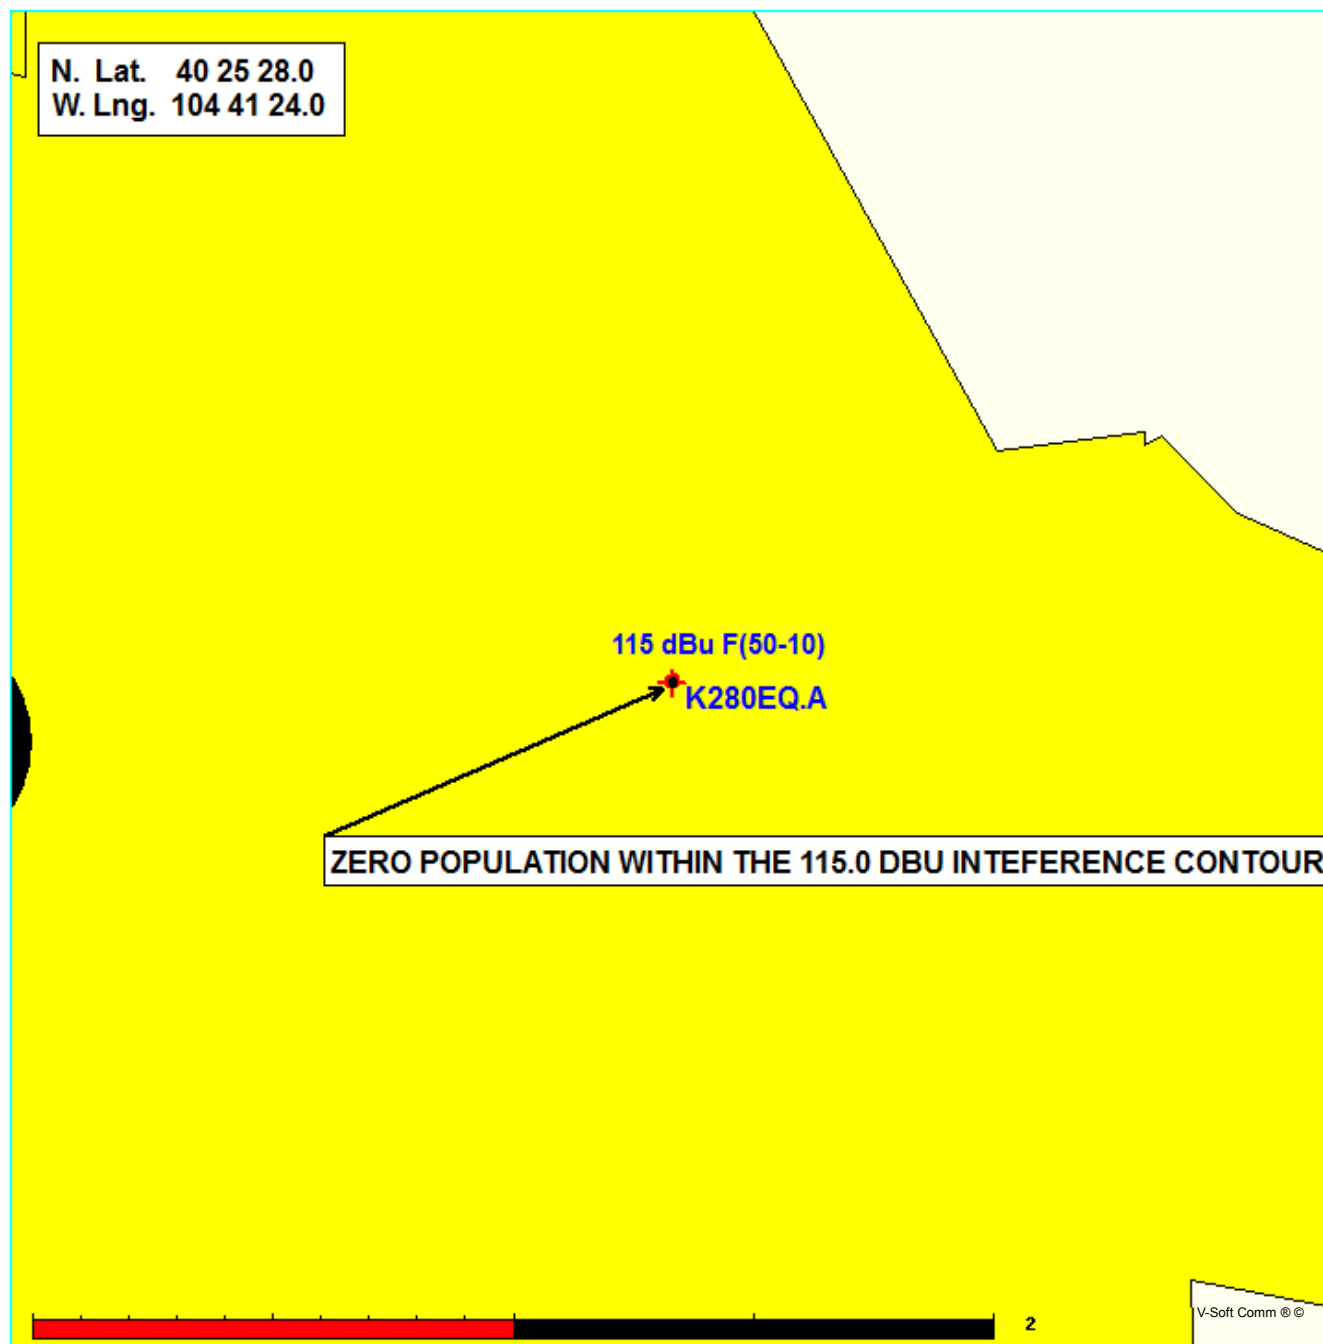 N. Lat. 40 25 28.0
W. Lng. 104 41 24.0
115 dBu F(50-10)
K280EQ.A
ZERO POPULATION WITHIN THE 115.0 DBU INTEFERENCE CONTOUR
V-Soft Comm ® ©
2